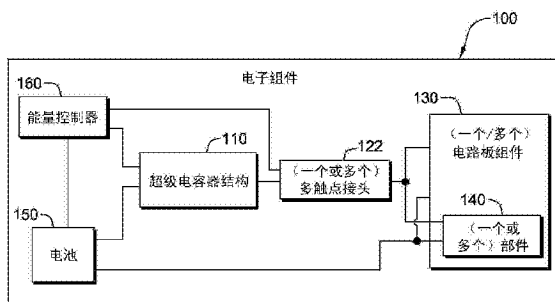 100
电子组件
160
能量控制器
110
超级电容器结构
122
（一个或多个）
多触点接头
130
（一个/多个）
电路板组件
140
（一个或
多个）部件
150
电池